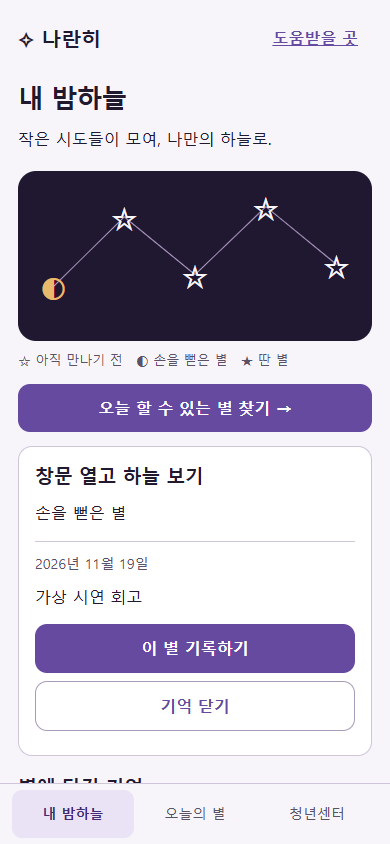 ✧ 나란히
도움받을 곳
내 밤하늘
작은 시도들이 모여, 나만의 하늘로.
☆ 아직 만나기 전 ◐ 손을 뻗은 별 ★ 딴 별
오늘 할 수 있는 별 찾기 →
창문 열고 하늘 보기
손을 뻗은 별
2026년 11월 19일
가상 시연 회고
이 별 기록하기
기억 닫기
내 밤하늘
오늘의 별
청년센터